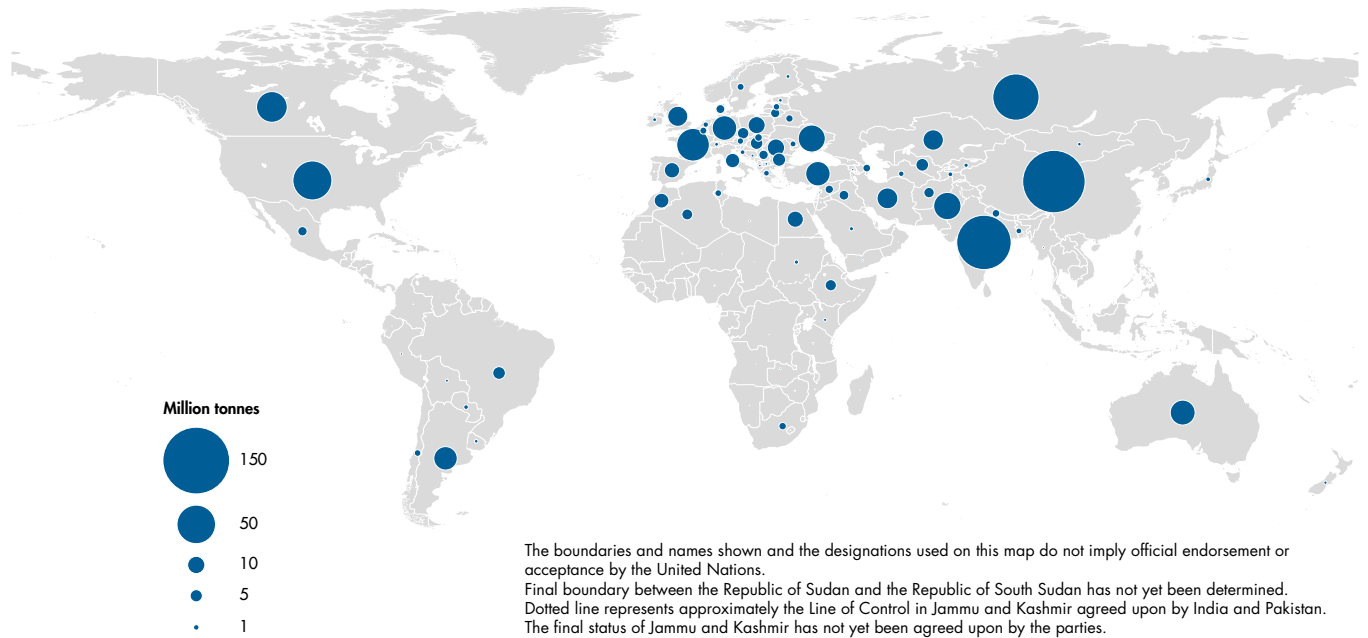 Million tonnes
150
50
10
5
1
The boundaries and names shown and the designations used on this map do not imply official endorsement or
acceptance by the United Nations.
Final boundary between the Republic of Sudan and the Republic of South Sudan has not yet been determined.
Dotted line represents approximately the Line of Control in Jammu and Kashmir agreed upon by India and Pakistan.
The final status of Jammu and Kashmir has not yet been agreed upon by the parties.